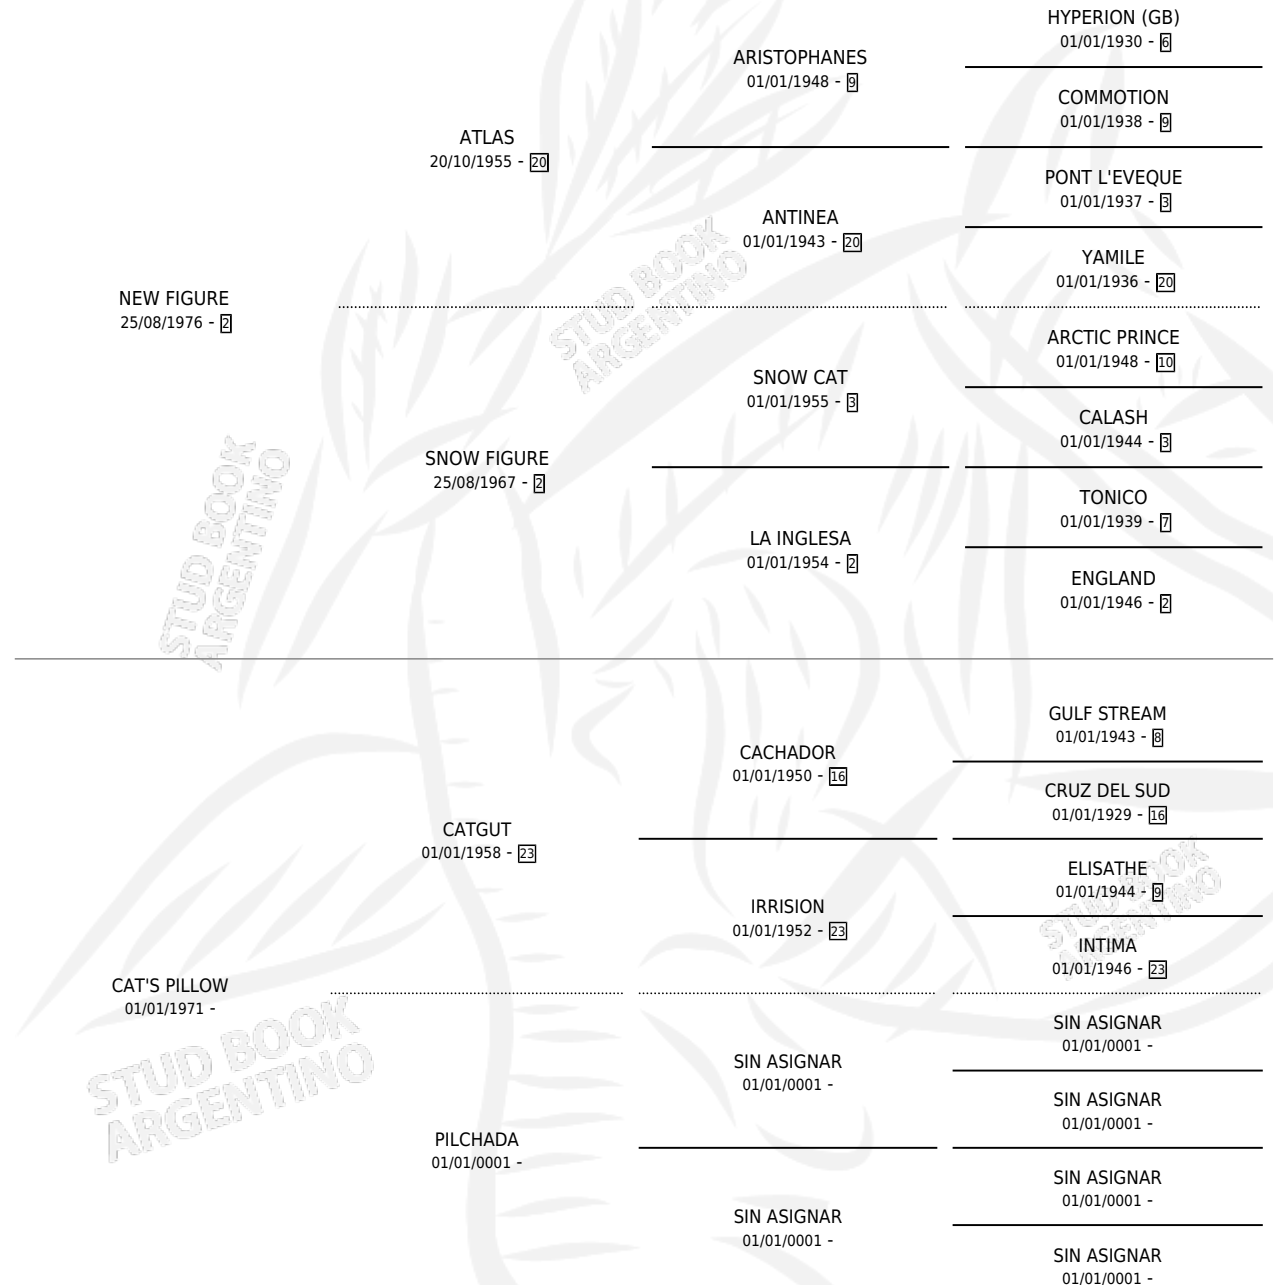 HYPERION (GB)
01/01/1930 - 6
ARISTOPHANES
01/01/1948 - 9
COMMOTION
01/01/1938 - 9
ATLAS
20/10/1955 - 20
PONT L'EVEQUE
01/01/1937 - 3
ANTINEA
01/01/1943 - 20
YAMILE
01/01/1936 - 20
NEW FIGURE
25/08/1976 - 2
ARCTIC PRINCE
01/01/1948 - 10
SNOW CAT
01/01/1955 - 3
CALASH
01/01/1944 - 3
SNOW FIGURE
25/08/1967 - 2
TONICO
01/01/1939 - 7
LA INGLESA
01/01/1954 - 2
ENGLAND
01/01/1946 - 2
GULF STREAM
01/01/1943 - 8
CACHADOR
01/01/1950 - 16
CRUZ DEL SUD
01/01/1929 - 16
CATGUT
01/01/1958 - 23
ELISATHE
01/01/1944 - 9
IRRISION
01/01/1952 - 23
INTIMA
01/01/1946 - 23
CAT'S PILLOW
01/01/1971 -
SIN ASIGNAR
01/01/0001 -
SIN ASIGNAR
01/01/0001 -
SIN ASIGNAR
01/01/0001 -
PILCHADA
01/01/0001 -
SIN ASIGNAR
01/01/0001 -
SIN ASIGNAR
01/01/0001 -
SIN ASIGNAR
01/01/0001 -
STUD BOOK
ARGENTINO
STUD BOOK
ARGENTINO
STUD BOOK
ARGENTINO
STUD BOOK
ARGENTINO